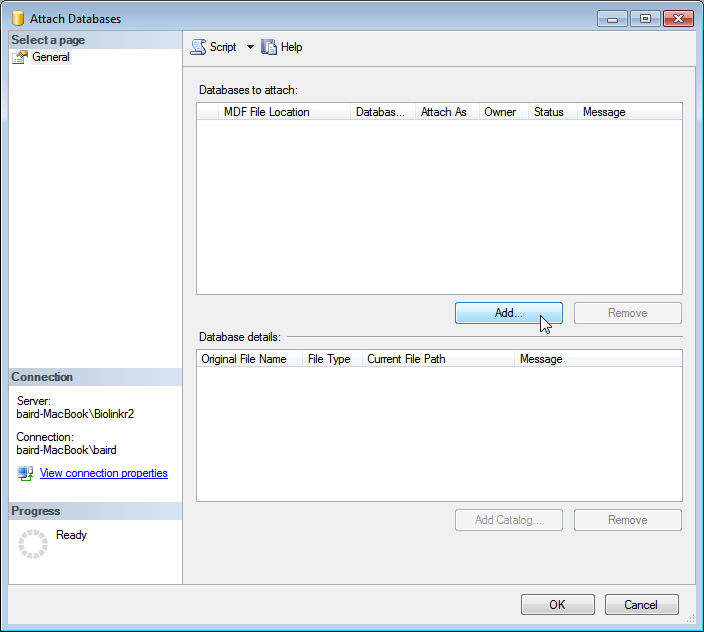 Attach Databases
Select a page
General
Script Help
Databases to attach:
MDF File Location Databas... Attach As Owner Status Message
Add... Remove
Database details:
Original File Name File Type Current File Path Message
Add Catalog... Remove
Connection
Server:
baird-MacBook\Biolinkr2
Connection:
baird-MacBook\baird
View connection properties
Progress
Ready
OK Cancel